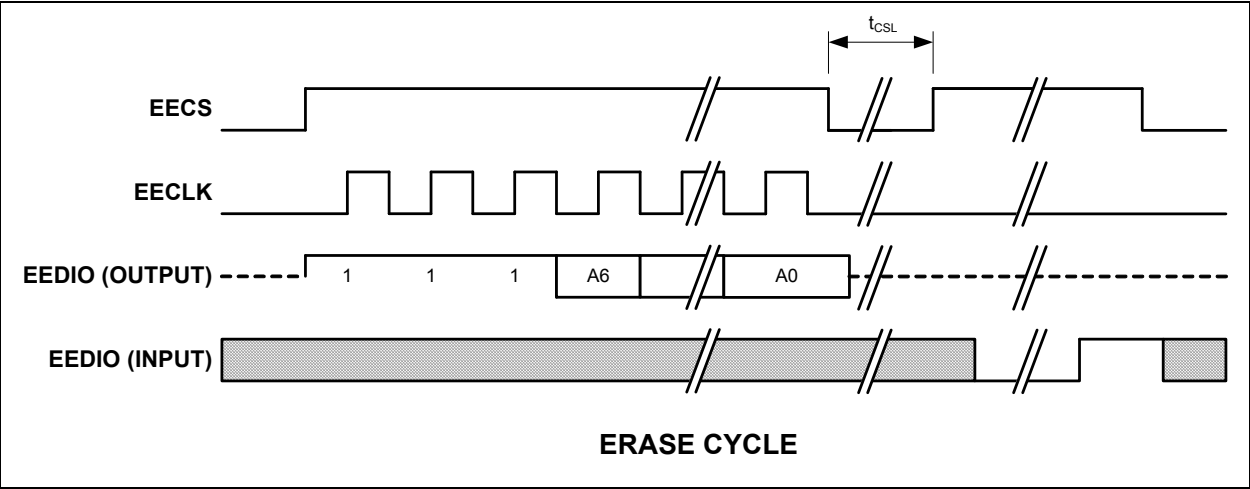 tCSL
EECS
EECLK
EEDIO (OUTPUT) 1 1 1 A6 A0
EEDIO (INPUT)
ERASE CYCLE